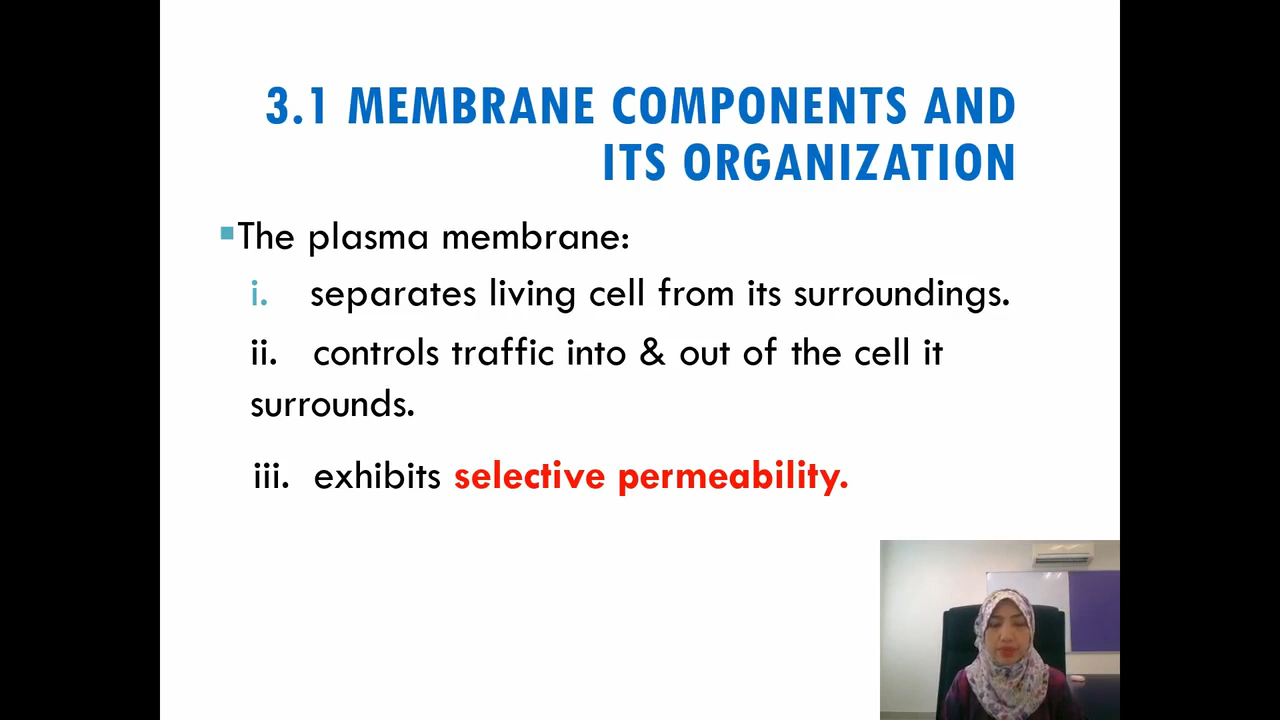 3.1 MEMBRANE COMPONENTS AND
ITS ORGANIZATION
▪The plasma membrane:
i. separates living cell from its surroundings.
ii. controls traffic into & out of the cell it
surrounds.
iii. exhibits selective permeability.